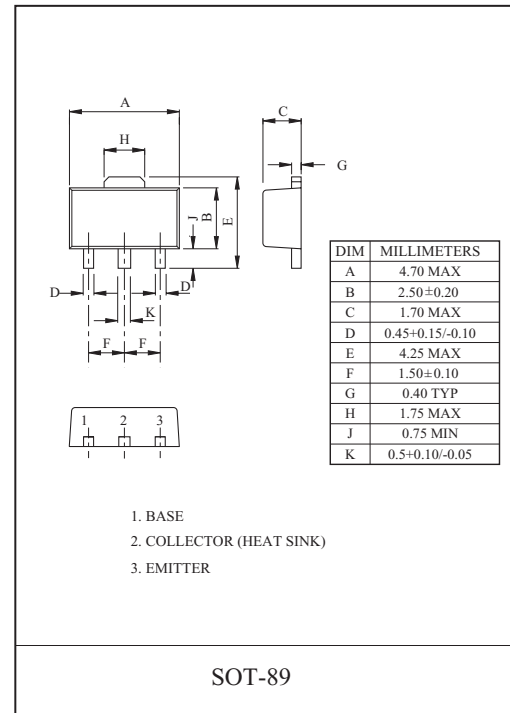 A
H
C
G
J
B
E
D
D
K
F
F
DIM MILLIMETERS
A 4.70 MAX
B 2.50±0.20
C 1.70 MAX
D 0.45+0.15/-0.10
E 4.25 MAX
F 1.50±0.10
G 0.40 TYP
H 1.75 MAX
J 0.75 MIN
K 0.5+0.10/-0.05
1 2 3
1. BASE
2. COLLECTOR (HEAT SINK)
3. EMITTER
SOT-89